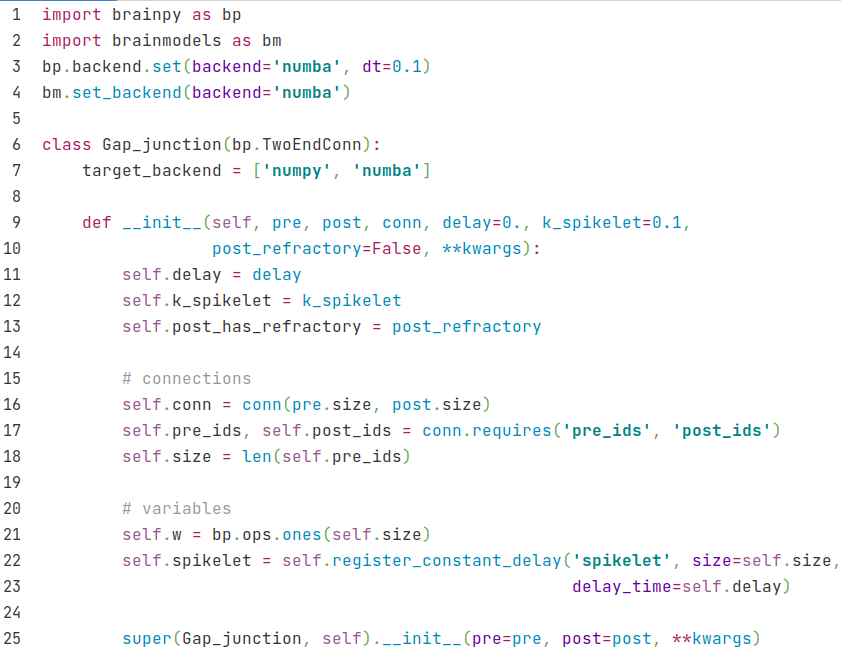 1 import brainpy as bp
2 import brainmodels as bm
3 bp.backend.set(backend='numba', dt=0.1)
4 bm.set_backend(backend='numba')
5
6 class Gap_junction(bp.TwoEndConn):
7     target_backend = ['numpy', 'numba']
8
9     def __init__(self, pre, post, conn, delay=0., k_spikelet=0.1,
10                  post_refractory=False, **kwargs):
11         self.delay = delay
12         self.k_spikelet = k_spikelet
13         self.post_has_refractory = post_refractory
14
15         # connections
16         self.conn = conn(pre.size, post.size)
17         self.pre_ids, self.post_ids = conn.requires('pre_ids', 'post_ids')
18         self.size = len(self.pre_ids)
19
20         # variables
21         self.w = bp.ops.ones(self.size)
22         self.spikelet = self.register_constant_delay('spikelet', size=self.size,
23                                                      delay_time=self.delay)
24
25         super(Gap_junction, self).__init__(pre=pre, post=post, **kwargs)